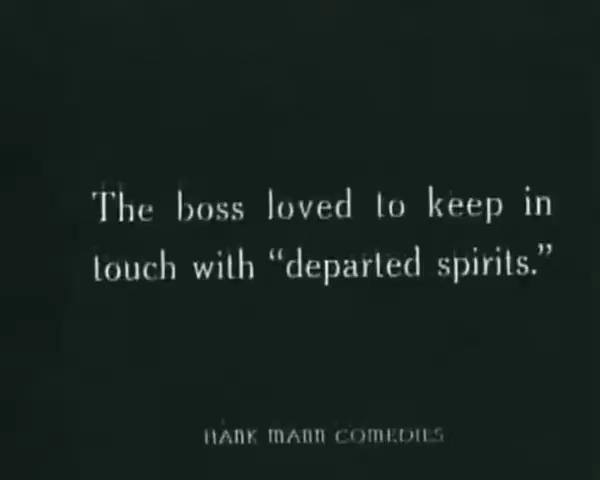 The boss loved to keep in
touch with “departed spirits.”
HANK MANN COMEDIES